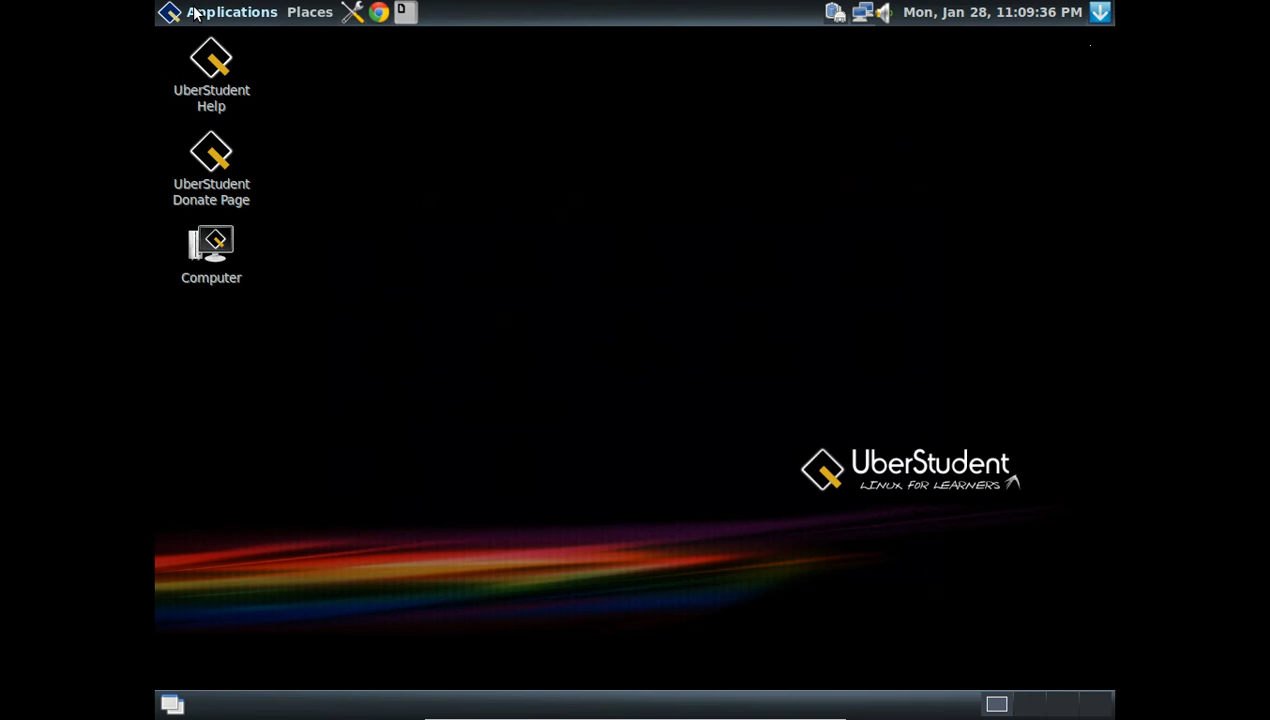 Applications Places D Mon, Jan 28, 11:09:36 PM
UberStudent
Help
UberStudent
Donate Page
Computer
UberStudent
LINUX FOR LEARNERS